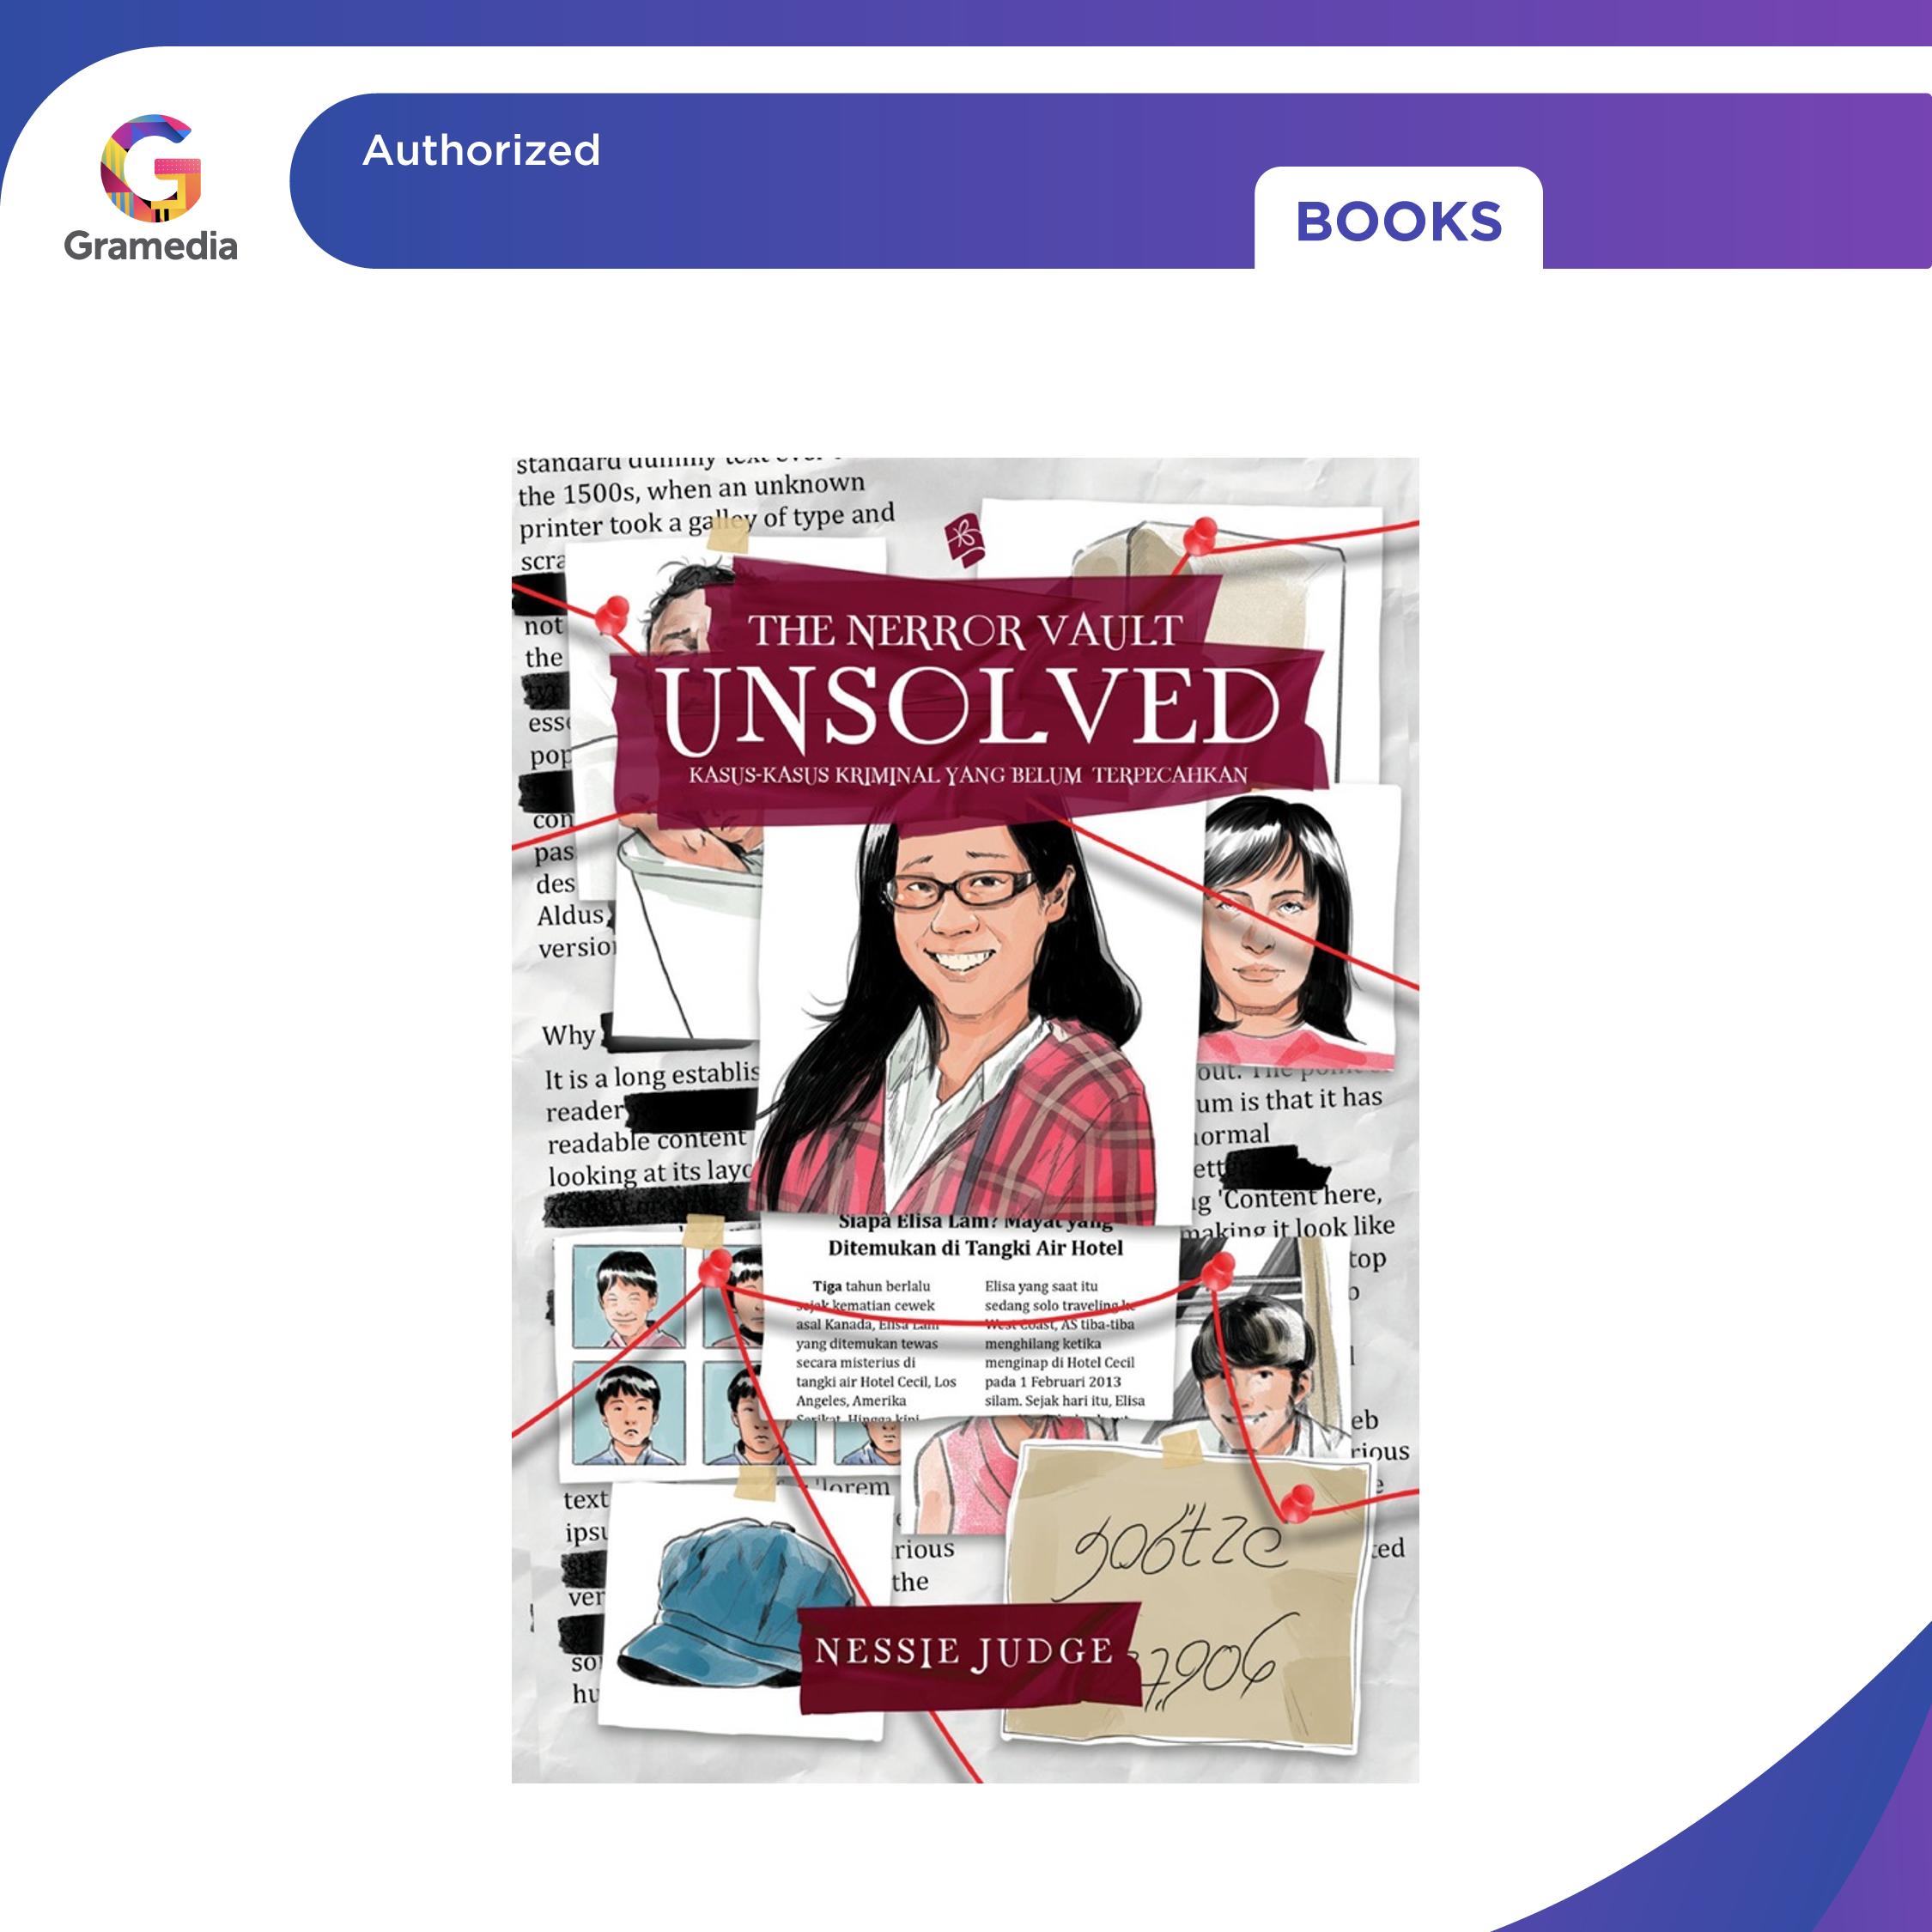 Gramedia
Authorized
BOOKS
standard dummy text ever
the 1500s, when an unknown
printer took a galley of type and
scra
not
the
esse
pop
con
pas
des
Aldus
version
THE NERROR VAULT
UNSOLVED
KASUS-KASUS KRIMINAL YANG BELUM TERPECAHKAN
Why
It is a long establis
reader
readable content
looking at its layo
out. The point
um is that it has
normal
ett
ng 'Content here,
making it look like
top
Siapa Elisa Lam? Mayat yang
Ditemukan di Tangki Air Hotel
Tiga tahun berlalu
sejak kematian cewek
asal Kanada, Elisa Lam
yang ditemukan tewas
secara misterius di
tangki air Hotel Cecil, Los
Angeles, Amerika
Serikat. Hingga kini
Elisa yang saat itu
sedang solo traveling ke
West Coast, AS tiba-tiba
menghilang ketika
menginap di Hotel Cecil
pada 1 Februari 2013
silam. Sejak hari itu, Elisa
eb
rious
'lorem
text
ipsu
rious
the
ver
so
hu
ted
goötze
7,906
NESSIE JUDGE